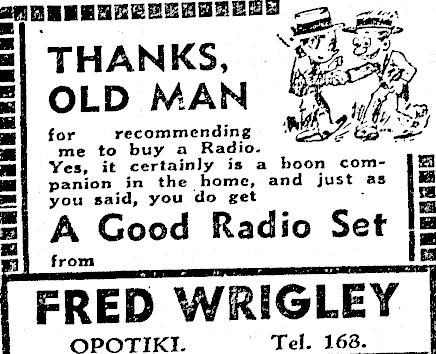 THANKS,
OLD MAN
for recommending
me to buy a Radio.
Yes, it certainly is a boon com-
panion in the home, and just as
you said, you do get
A Good Radio Set
from
FRED WRIGLEY
OPOTIKI. Tel. 163.